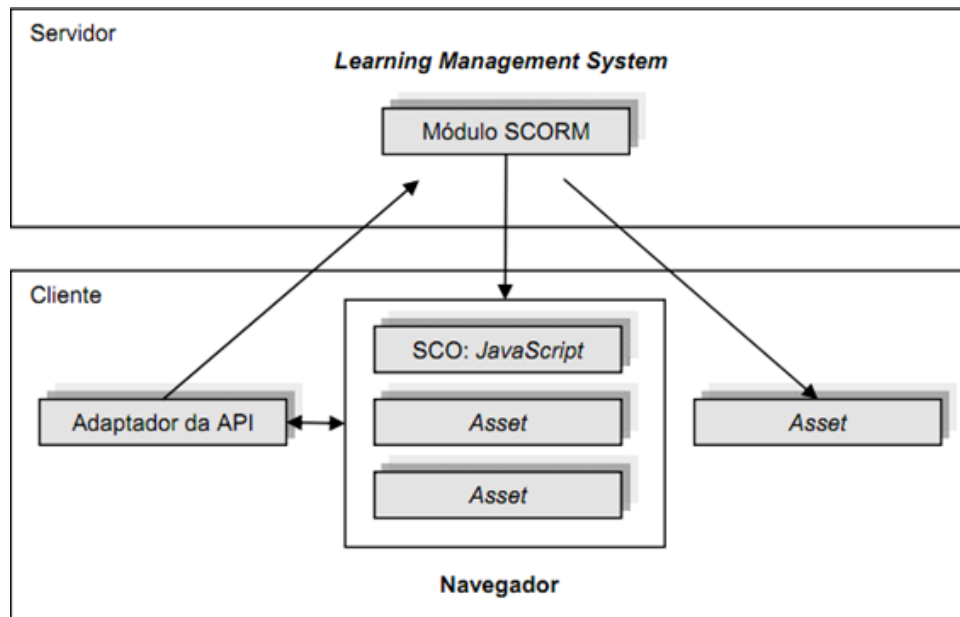 Servidor
Learning Management System
Módulo SCORM
Cliente
SCO: JavaScript
Adaptador da API
Asset
Asset
Asset
Navegador